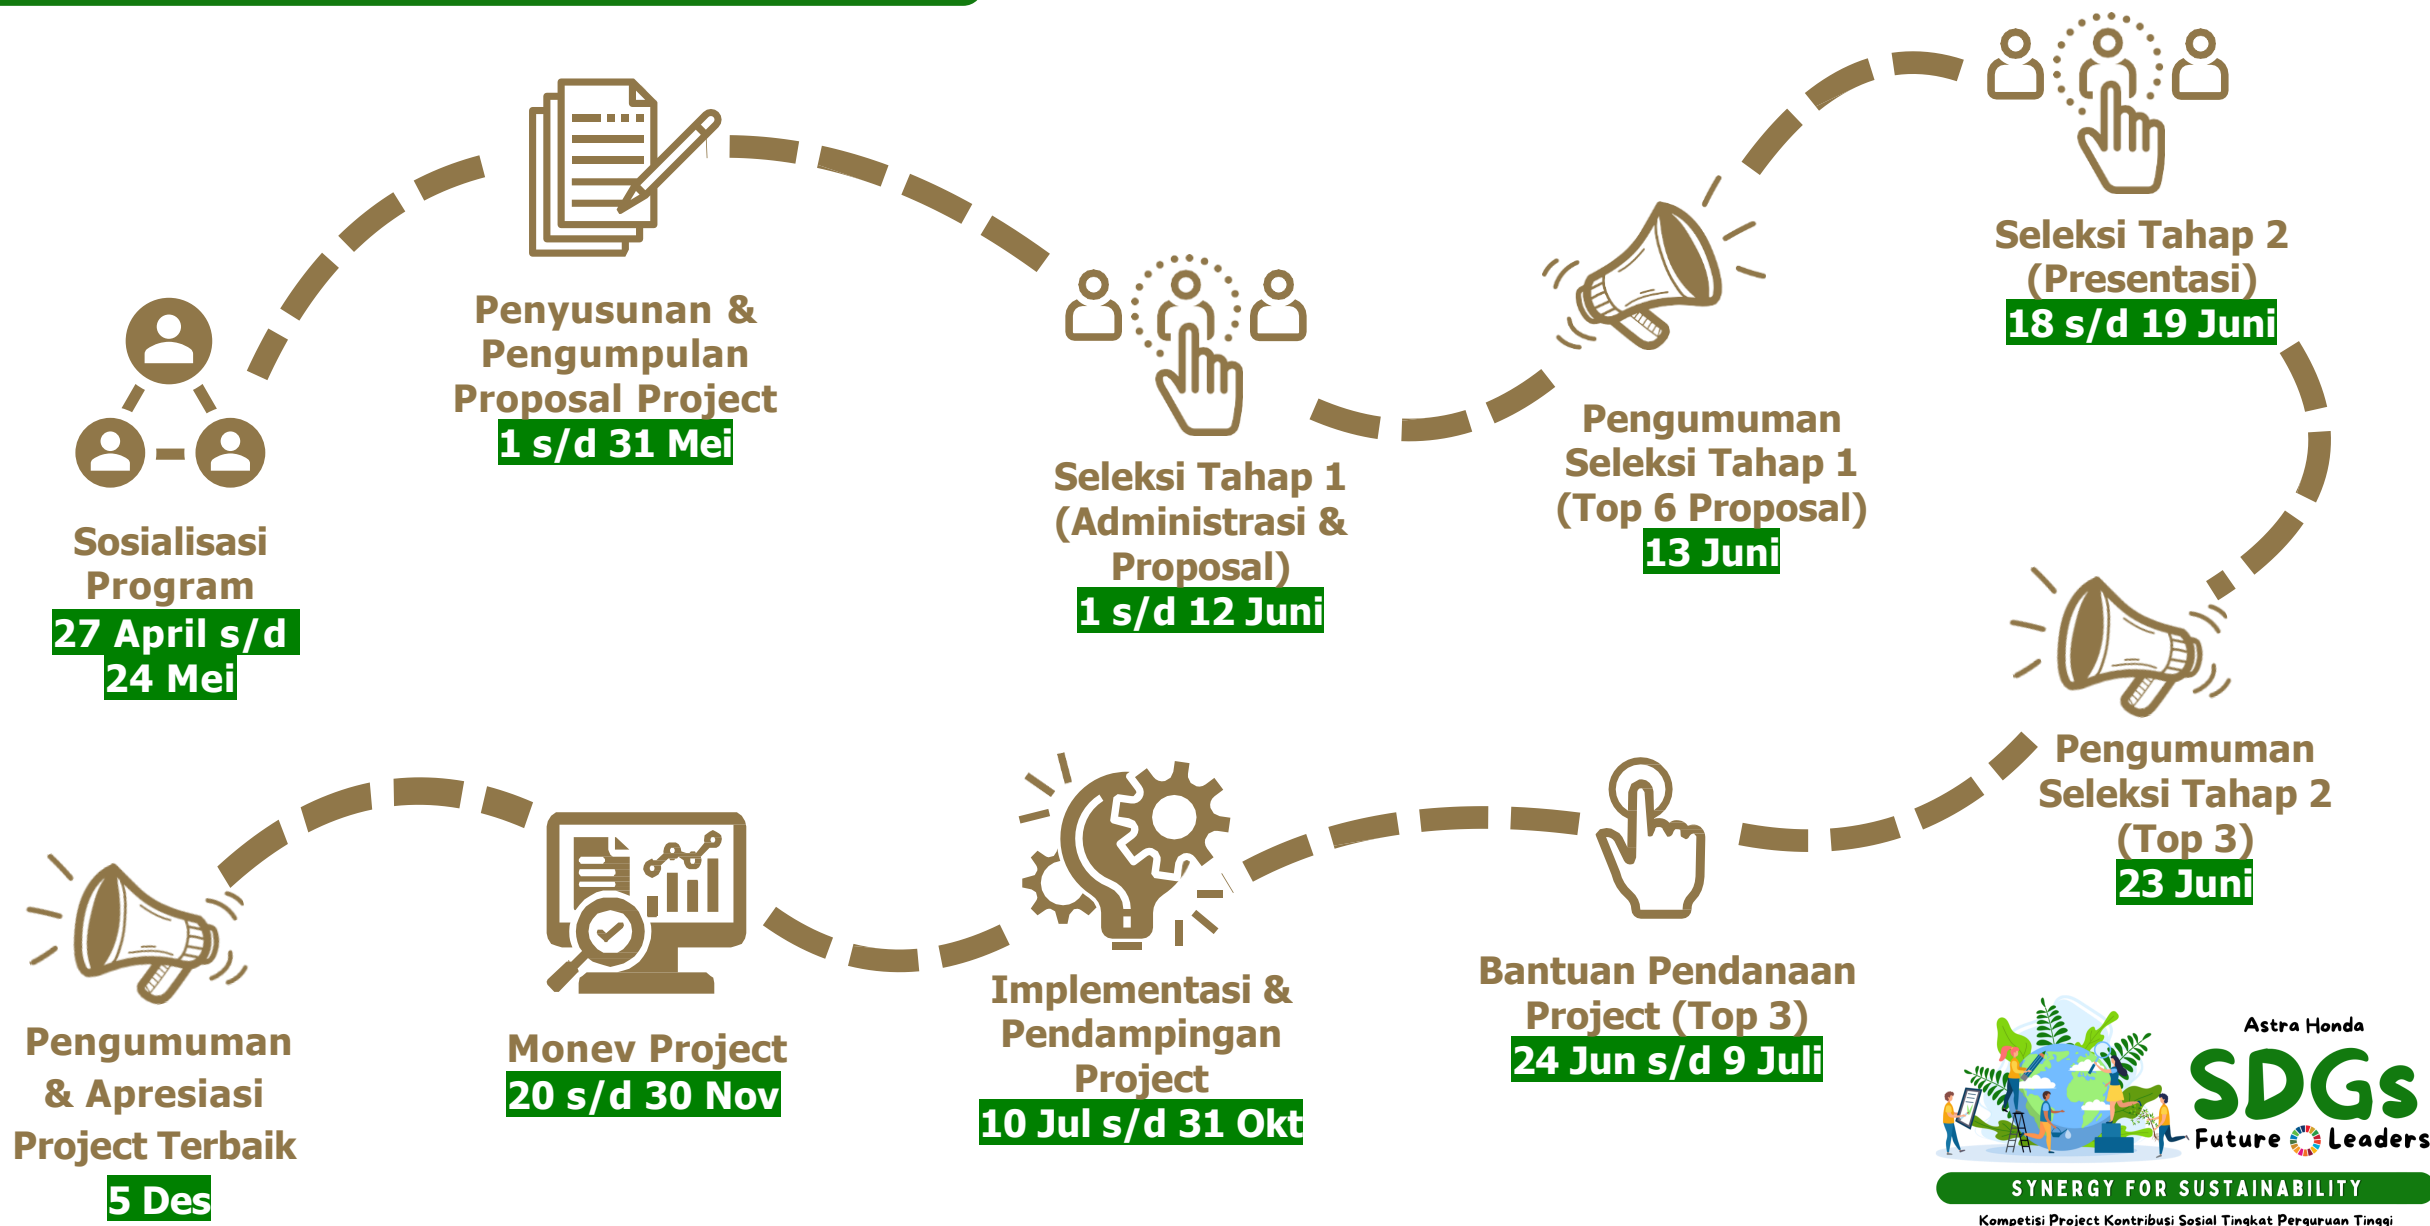 Sosialisasi
Program
27 April s/d
24 Mei
Penyusunan &
Pengumpulan
Proposal Project
1 s/d 31 Mei
Seleksi Tahap 1
(Administrasi &
Proposal)
1 s/d 12 Juni
Pengumuman
Seleksi Tahap 1
(Top 6 Proposal)
13 Juni
Seleksi Tahap 2
(Presentasi)
18 s/d 19 Juni
Pengumuman
Seleksi Tahap 2
(Top 3)
23 Juni
Bantuan Pendanaan
Project (Top 3)
24 Jun s/d 9 Juli
Implementasi &
Pendampingan
Project
10 Jul s/d 31 Okt
Monev Project
20 s/d 30 Nov
Pengumuman
& Apresiasi
Project Terbaik
5 Des
Astra Honda
SDGs
Future Leaders
SYNERGY FOR SUSTAINABILITY
Kompetisi Project Kontribusi Sosial Tingkat Perguruan Tinggi